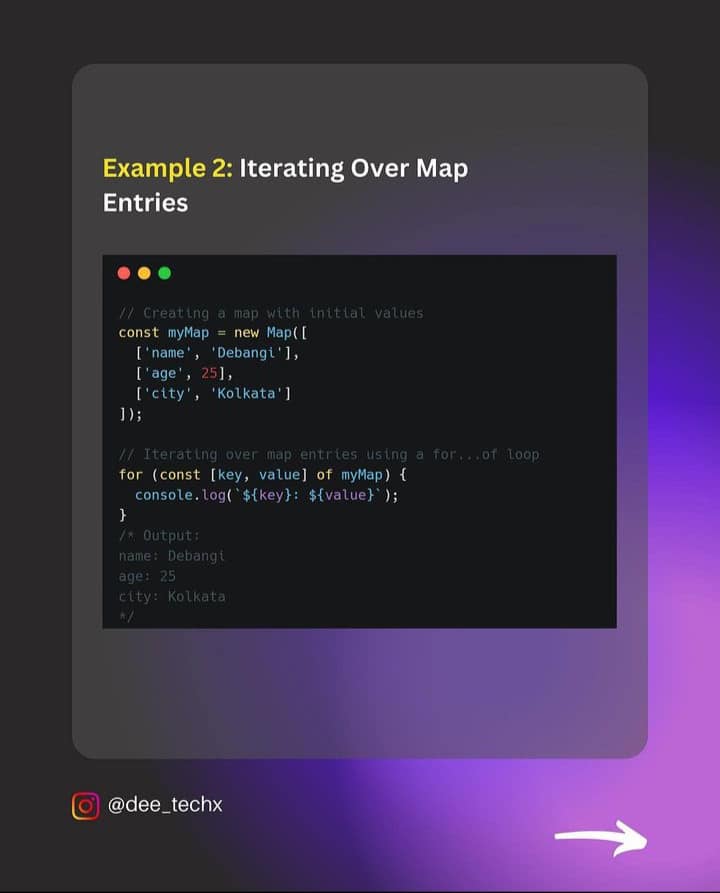 Example 2: Iterating Over Map
Entries
// Creating a map with initial values
const myMap = new Map([
  ['name', 'Debangi'],
  ['age', 25],
  ['city', 'Kolkata']
]);

// Iterating over map entries using a for...of loop
for (const [key, value] of myMap) {
  console.log(`${key}: ${value}`);
}
/* Output:
name: Debangi
age: 25
city: Kolkata
*/
@dee_techx